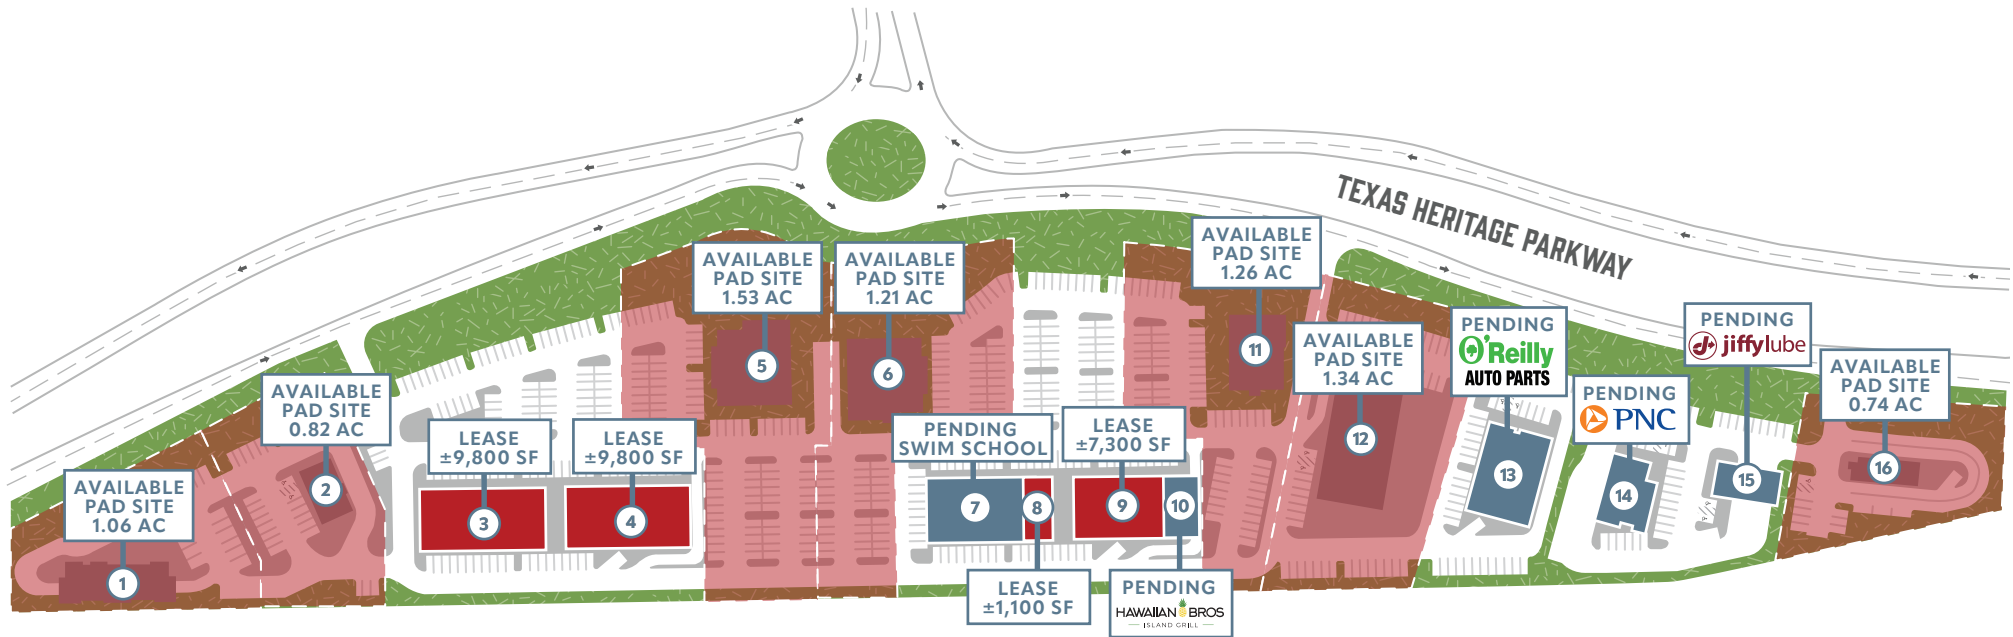 TEXAS HERITAGE PARKWAY
AVAILABLE
PAD SITE
1.06 AC
1
AVAILABLE
PAD SITE
0.82 AC
2
LEASE
±9,800 SF
3
LEASE
±9,800 SF
4
AVAILABLE
PAD SITE
1.53 AC
5
AVAILABLE
PAD SITE
1.21 AC
6
PENDING
SWIM SCHOOL
7
8
LEASE
±1,100 SF
LEASE
±7,300 SF
9
10
PENDING
HAWAIIAN BROS
ISLAND GRILL
AVAILABLE
PAD SITE
1.26 AC
11
AVAILABLE
PAD SITE
1.34 AC
12
PENDING
O'Reilly
AUTO PARTS
13
PENDING
PNC
14
PENDING
jiffylube
15
AVAILABLE
PAD SITE
0.74 AC
16